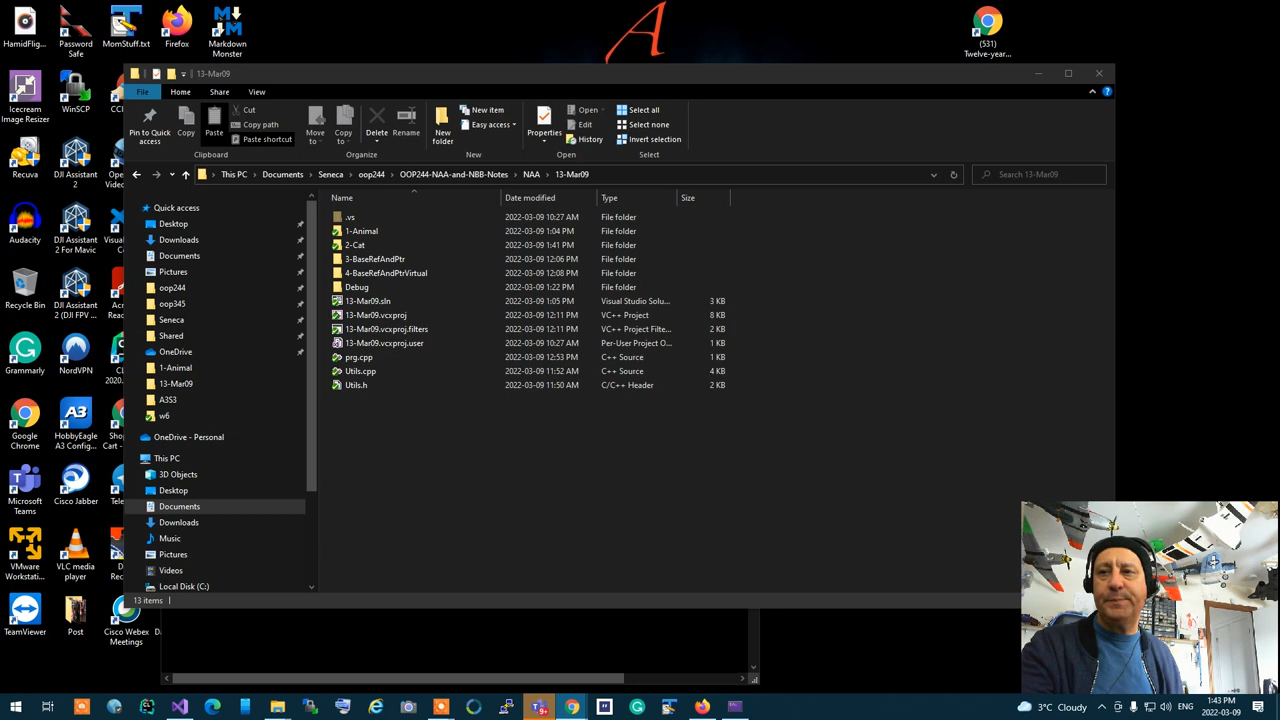 HamidFlig...
Password Safe
MomStuff.txt
Firefox
Markdown Monster
A
(531) Twelve-year...
13-Mar09
File
Home
Share
View
Icecream Image Resizer
WinSCP
Pin to Quick access
Copy
Paste
Cut
Copy path
Paste shortcut
Move to
Copy to
Delete
Rename
New folder
New item
Easy access
Properties
Open
Edit
History
Select all
Select none
Invert selection
Clipboard
Organize
New
Open
Select
This PC > Documents > Seneca > oop244 > OOP244-NAA-and-NBB-Notes > NAA > 13-Mar09
Search 13-Mar09
Recuva
DJI Assistant 2
Audacity
DJI Assistant 2 For Mavic
Recycle Bin
DJI Assistant 2 (DJI FPV ...
Grammarly
NordVPN
Google Chrome
HobbyEagle A3 Config...
Microsoft Teams
Cisco Jabber
VMware Workstati...
VLC media player
TeamViewer
Post
Cisco Webex Meetings
Quick access
Desktop
Downloads
Documents
Pictures
oop244
oop345
Seneca
Shared
OneDrive
1-Animal
13-Mar09
A3S3
w6
OneDrive - Personal
This PC
3D Objects
Desktop
Documents
Downloads
Music
Pictures
Videos
Local Disk (C:)
Name Date modified Type Size
.vs 2022-03-09 10:27 AM File folder
1-Animal 2022-03-09 1:04 PM File folder
2-Cat 2022-03-09 1:41 PM File folder
3-BaseRefAndPtr 2022-03-09 12:06 PM File folder
4-BaseRefAndPtrVirtual 2022-03-09 12:08 PM File folder
Debug 2022-03-09 1:22 PM File folder
13-Mar09.sln 2022-03-09 1:05 PM Visual Studio Solu... 3 KB
13-Mar09.vcxproj 2022-03-09 12:11 PM VC++ Project 8 KB
13-Mar09.vcxproj.filters 2022-03-09 12:11 PM VC++ Project Filte... 2 KB
13-Mar09.vcxproj.user 2022-03-09 10:27 AM Per-User Project O... 1 KB
prg.cpp 2022-03-09 12:53 PM C++ Source 1 KB
Utils.cpp 2022-03-09 11:52 AM C++ Source 4 KB
Utils.h 2022-03-09 11:50 AM C/C++ Header 2 KB
13 items
3°C Cloudy
1:43 PM
2022-03-09